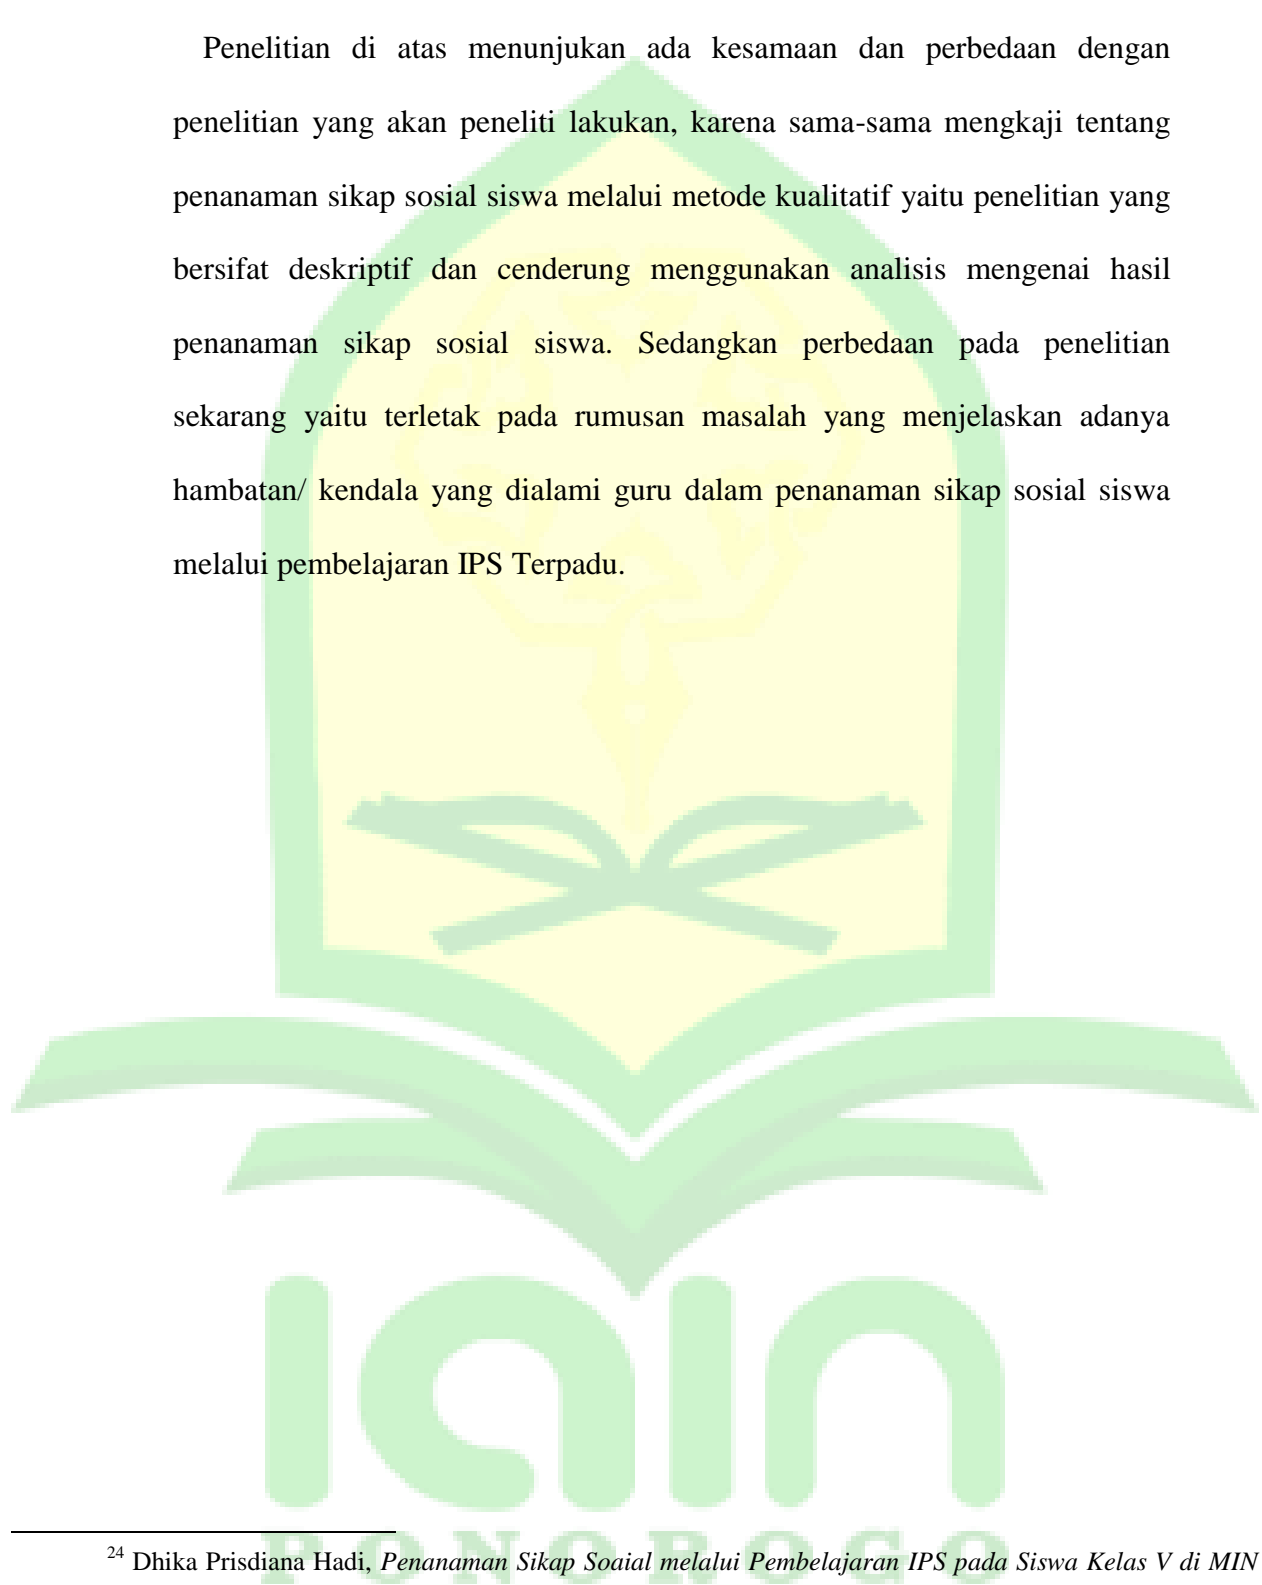 Penelitian di atas menunjukan ada kesamaan dan perbedaan dengan
penelitian yang akan peneliti lakukan, karena sama-sama mengkaji tentang
penanaman sikap sosial siswa melalui metode kualitatif yaitu penelitian yang
bersifat deskriptif dan cenderung menggunakan analisis mengenai hasil
penanaman sikap sosial siswa. Sedangkan perbedaan pada penelitian
sekarang yaitu terletak pada rumusan masalah yang menjelaskan adanya
hambatan/ kendala yang dialami guru dalam penanaman sikap sosial siswa
melalui pembelajaran IPS Terpadu.
iain
PONOROGO
24 Dhika Prisdiana Hadi, Penanaman Sikap Soaial melalui Pembelajaran IPS pada Siswa Kelas V di MIN